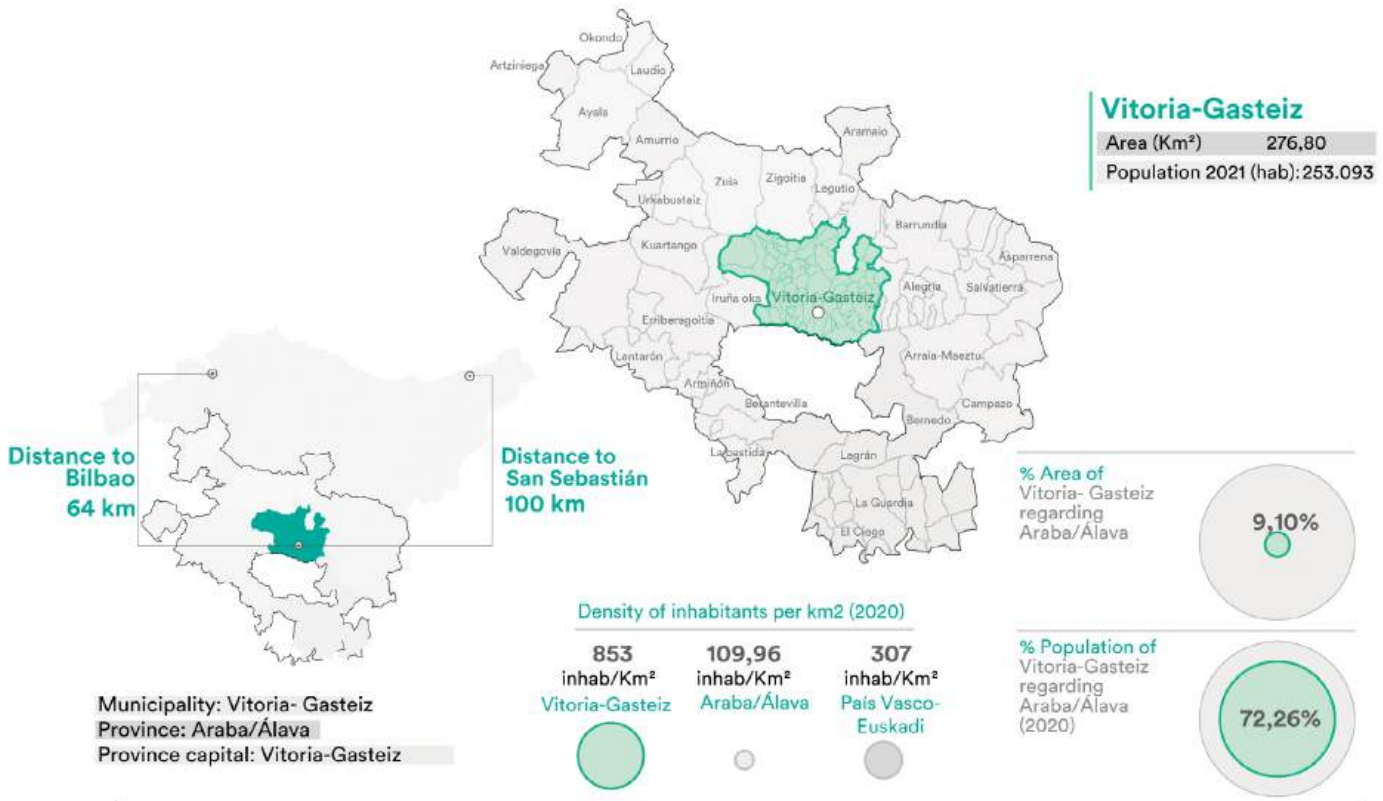 Okondo
Artziniega
Laudio
Ayala
Amurrio
Aramaio
Zuia
Zigoitia
Legutio
Urkabustaiz
Barrundia
Valdegovía
Kuartango
Asparrena
Iruña oka
Vitoria-Gasteiz
Alegría
Salvatierra
Erriberagoitia
Lantarón
Arraia-Maeztu
Armiñón
Berantevilla
Campazo
Bernedo
Labastida
Lagrán
La Guardia
El Ciego
Vitoria-Gasteiz
Area (Km²) 276,80
Population 2021 (hab): 253.093
Distance to
Bilbao
64 km
Distance to
San Sebastián
100 km
Municipality: Vitoria- Gasteiz
Province: Araba/Álava
Province capital: Vitoria-Gasteiz
Density of inhabitants per km2 (2020)
853
inhab/Km²
Vitoria-Gasteiz
109,96
inhab/Km²
Araba/Álava
307
inhab/Km²
País Vasco-
Euskadi
% Area of
Vitoria- Gasteiz
regarding
Araba/Álava
9,10%
% Population of
Vitoria-Gasteiz
regarding
Araba/Álava
(2020)
72,26%